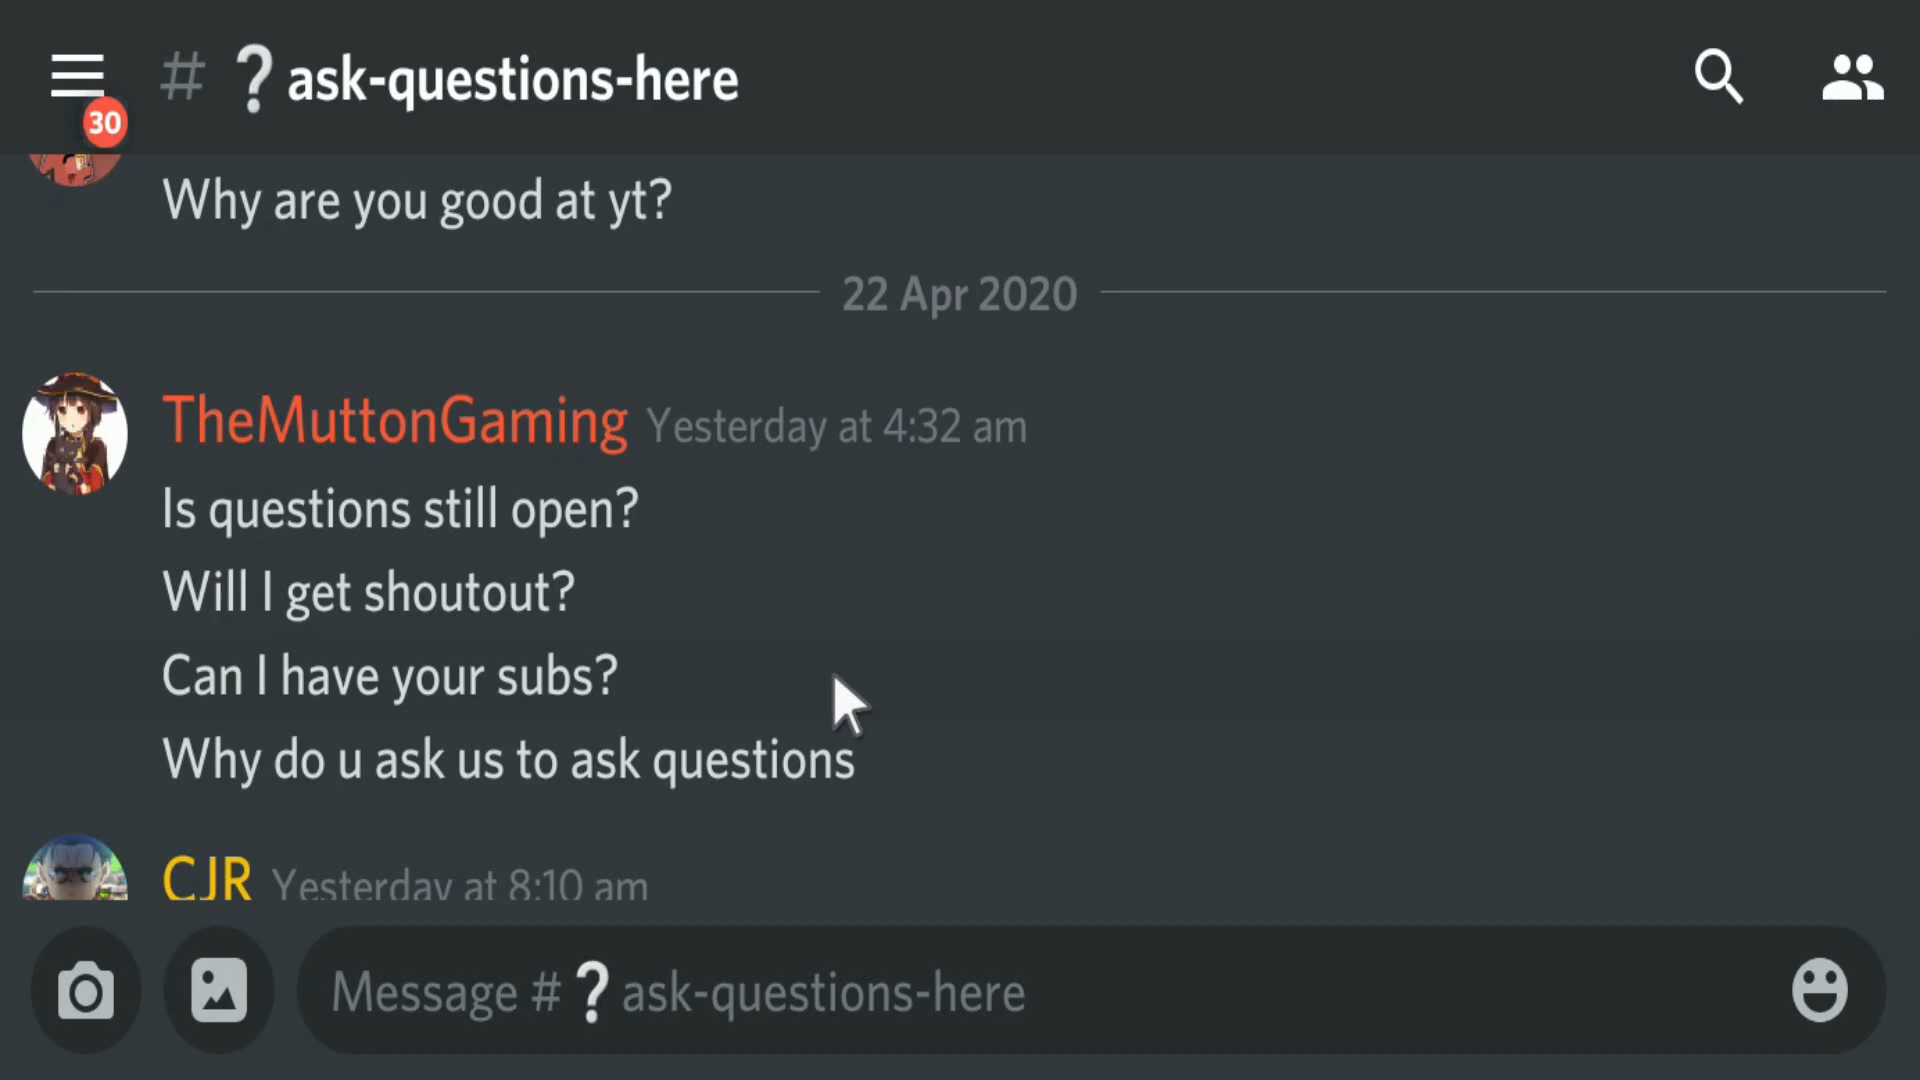 # ❔ask-questions-here
30
Why are you good at yt?
22 Apr 2020
TheMuttonGaming Yesterday at 4:32 am
Is questions still open?
Will I get shoutout?
Can I have your subs?
Why do u ask us to ask questions
CJR Yesterday at 8:10 am
Message #❔ask-questions-here